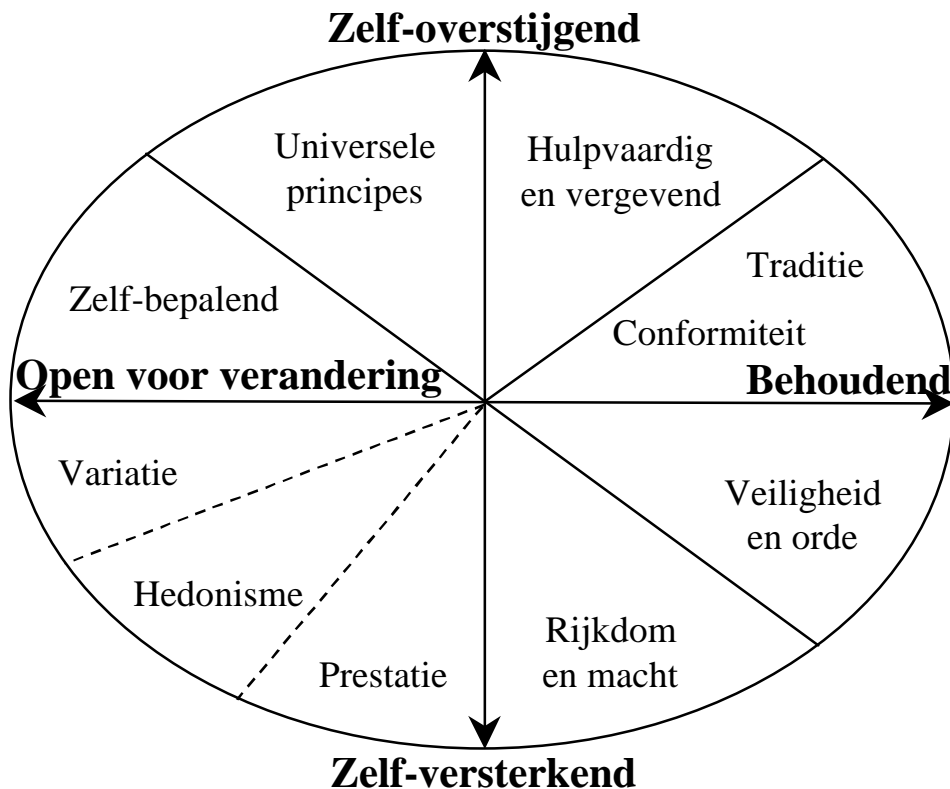 Zelf-overstijgend
Universele
principes
Hulpvaardig
en vergevend
Traditie
Zelf-bepalend
Conformiteit
Open voor verandering
Behoudend
Variatie
Veiligheid
en orde
Hedonisme
Rijkdom
en macht
Prestatie
Zelf-versterkend